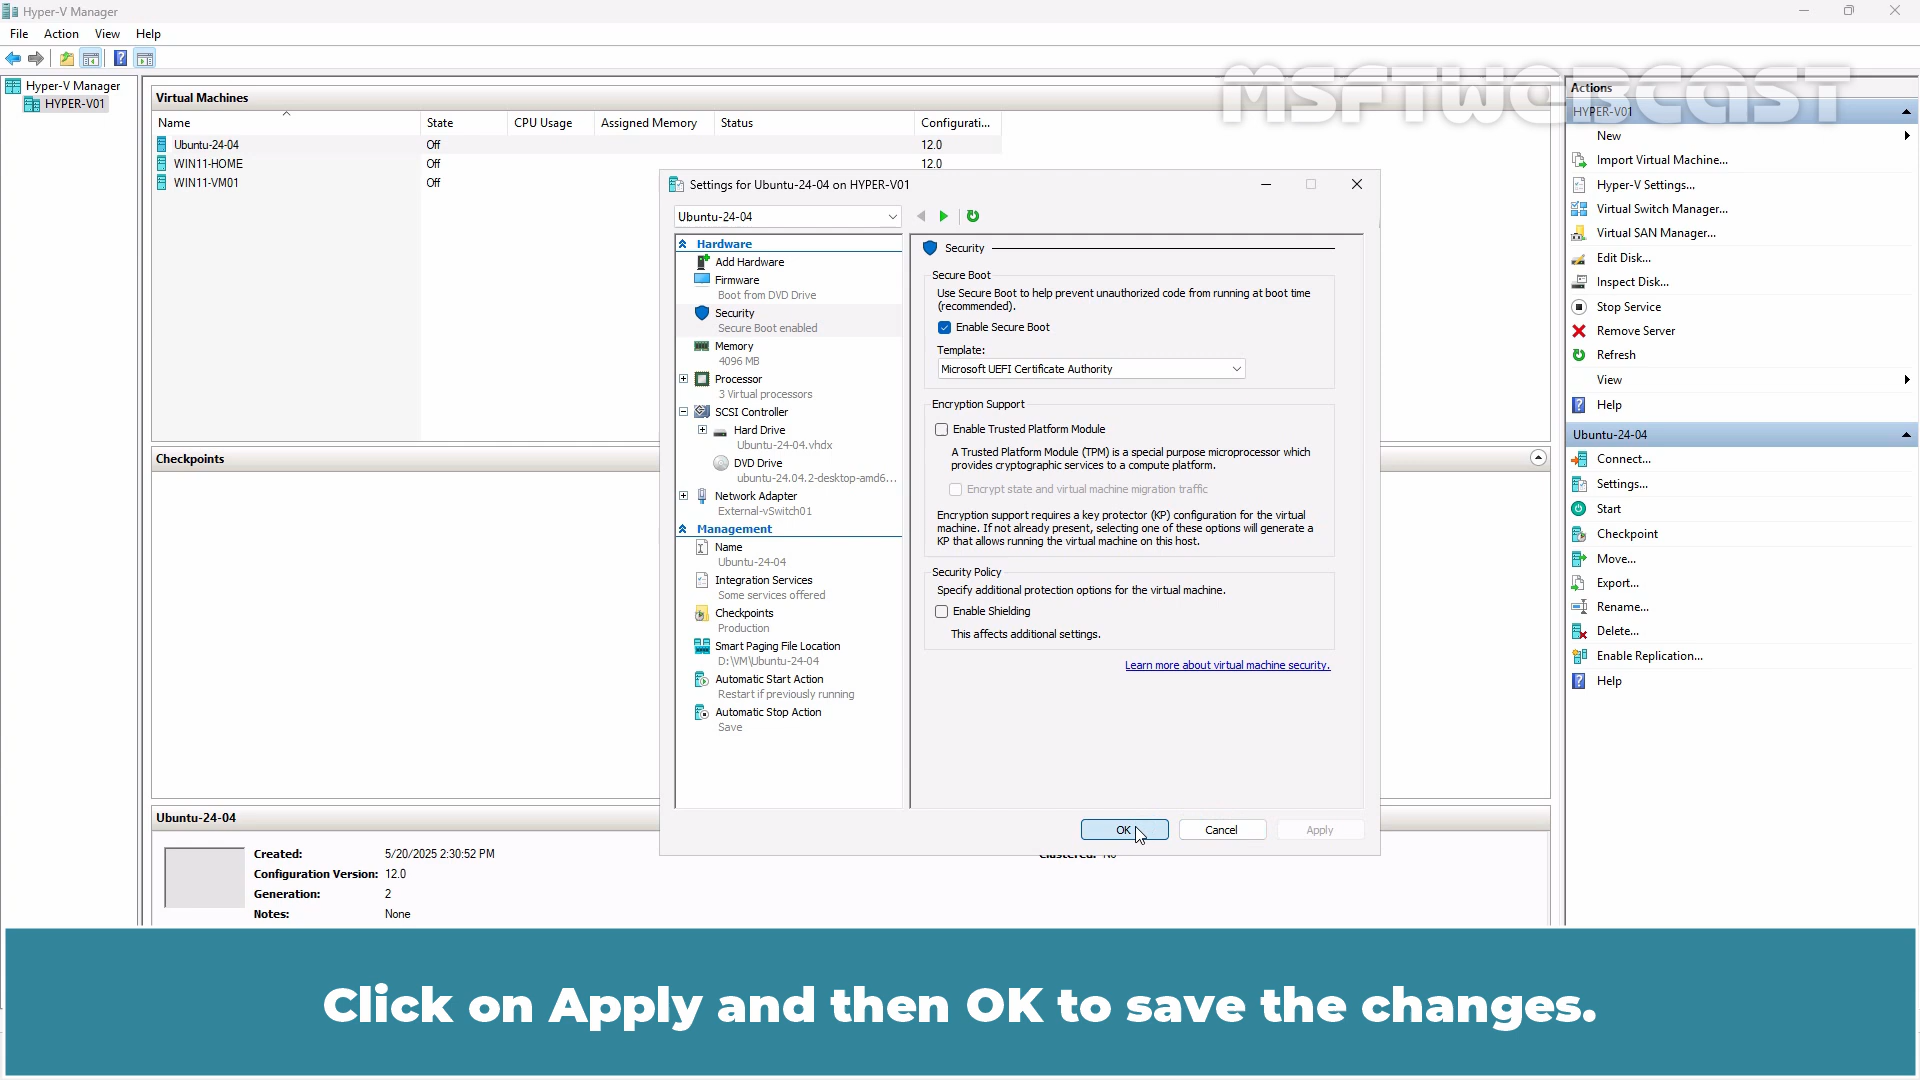 Hyper-V Manager
File Action View Help
Hyper-V Manager
HYPER-V01
Virtual Machines
Name State CPU Usage Assigned Memory Status Configurati...
Ubuntu-24-04 Off 12.0
WIN11-HOME Off 12.0
WIN11-VM01 Off
Checkpoints
Ubuntu-24-04
Created: 5/20/2025 2:30:52 PM
Configuration Version: 12.0
Generation: 2
Notes: None
Clustered: No
Settings for Ubuntu-24-04 on HYPER-V01
Ubuntu-24-04
Hardware
Add Hardware
Firmware
Boot from DVD Drive
Security
Secure Boot enabled
Memory
4096 MB
Processor
3 Virtual processors
SCSI Controller
Hard Drive
Ubuntu-24-04.vhdx
DVD Drive
ubuntu-24.04.2-desktop-amd6...
Network Adapter
External-vSwitch01
Management
Name
Ubuntu-24-04
Integration Services
Some services offered
Checkpoints
Production
Smart Paging File Location
D:\VM\Ubuntu-24-04
Automatic Start Action
Restart if previously running
Automatic Stop Action
Save
Security
Secure Boot
Use Secure Boot to help prevent unauthorized code from running at boot time
(recommended).
Enable Secure Boot
Template:
Microsoft UEFI Certificate Authority
Encryption Support
Enable Trusted Platform Module
A Trusted Platform Module (TPM) is a special purpose microprocessor which
provides cryptographic services to a compute platform.
Encrypt state and virtual machine migration traffic
Encryption support requires a key protector (KP) configuration for the virtual
machine. If not already present, selecting one of these options will generate a
KP that allows running the virtual machine on this host.
Security Policy
Specify additional protection options for the virtual machine.
Enable Shielding
This affects additional settings.
Learn more about virtual machine security.
OK Cancel Apply
MSFTWEBCAST
Actions
HYPER-V01
New
Import Virtual Machine...
Hyper-V Settings...
Virtual Switch Manager...
Virtual SAN Manager...
Edit Disk...
Inspect Disk...
Stop Service
Remove Server
Refresh
View
Help
Ubuntu-24-04
Connect...
Settings...
Start
Checkpoint
Move...
Export...
Rename...
Delete...
Enable Replication...
Help
Click on Apply and then OK to save the changes.